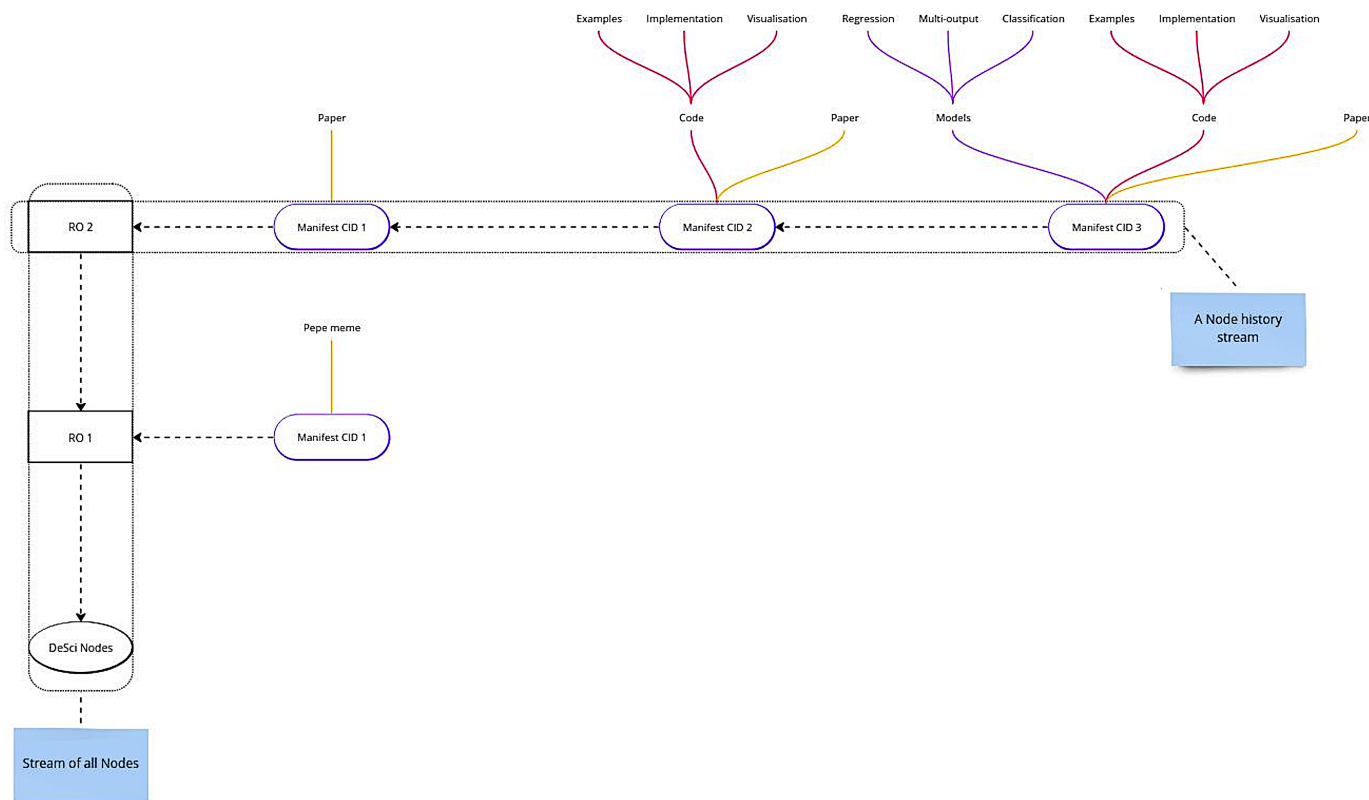 Examples
Implementation
Visualisation
Regression
Multi-output
Classification
Examples
Implementation
Visualisation
Paper
Code
Paper
Models
Code
Paper
RO 2
Manifest CID 1
Manifest CID 2
Manifest CID 3
A Node history
stream
Pepe meme
RO 1
Manifest CID 1
DeSci Nodes
Stream of all Nodes